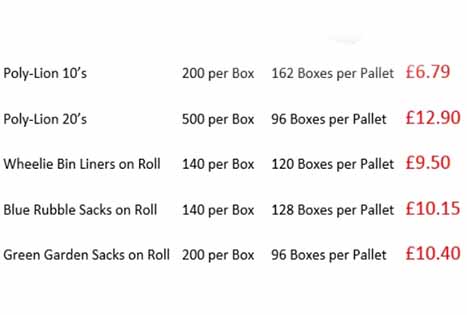 Poly-Lion 10’s 200 per Box 162 Boxes per Pallet £6.79
Poly-Lion 20’s 500 per Box 96 Boxes per Pallet £12.90
Wheelie Bin Liners on Roll 140 per Box 120 Boxes per Pallet £9.50
Blue Rubble Sacks on Roll 140 per Box 128 Boxes per Pallet £10.15
Green Garden Sacks on Roll 200 per Box 96 Boxes per Pallet £10.40